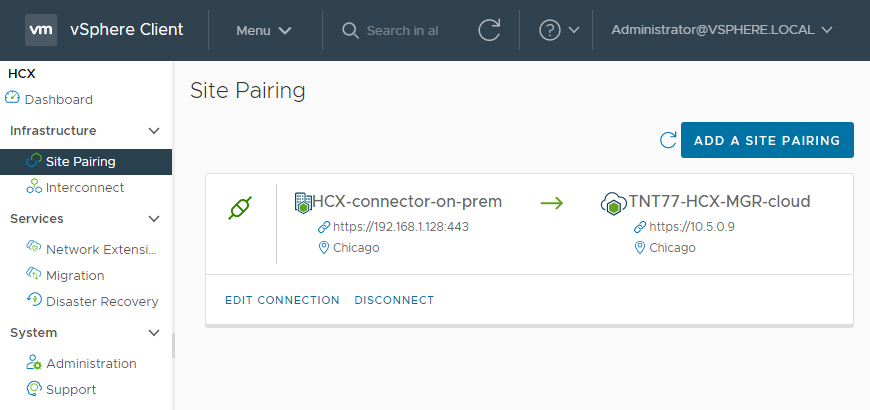 vm vSphere Client Menu Search in al Administrator@VSPHERE.LOCAL
HCX
Dashboard
Infrastructure
Site Pairing
Interconnect
Services
Network Extensi...
Migration
Disaster Recovery
System
Administration
Support
Site Pairing
ADD A SITE PAIRING
HCX-connector-on-prem
https://192.168.1.128:443
Chicago
TNT77-HCX-MGR-cloud
https://10.5.0.9
Chicago
EDIT CONNECTION DISCONNECT